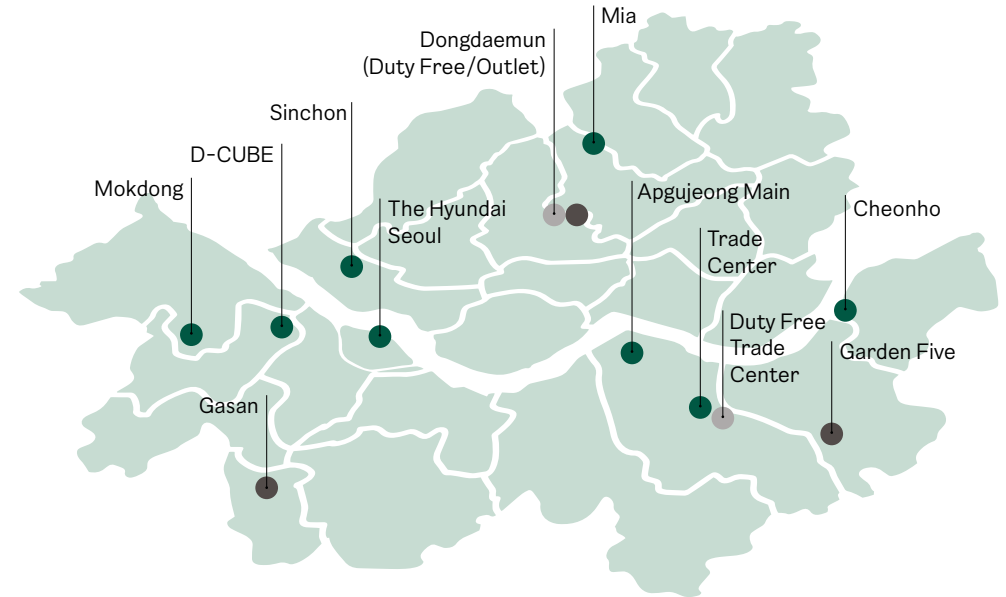 Mia
Dongdaemun
(Duty Free/Outlet)
Sinchon
D-CUBE
Mokdong
The Hyundai
Seoul
Apgujeong Main
Cheonho
Trade
Center
Duty Free
Trade
Center
Garden Five
Gasan